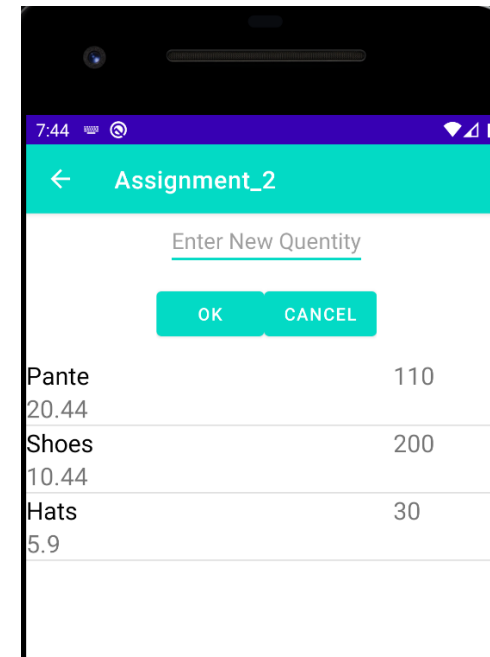 7:44
Assignment_2
Enter New Quentity
OK CANCEL
Pante 110
20.44
Shoes 200
10.44
Hats 30
5.9